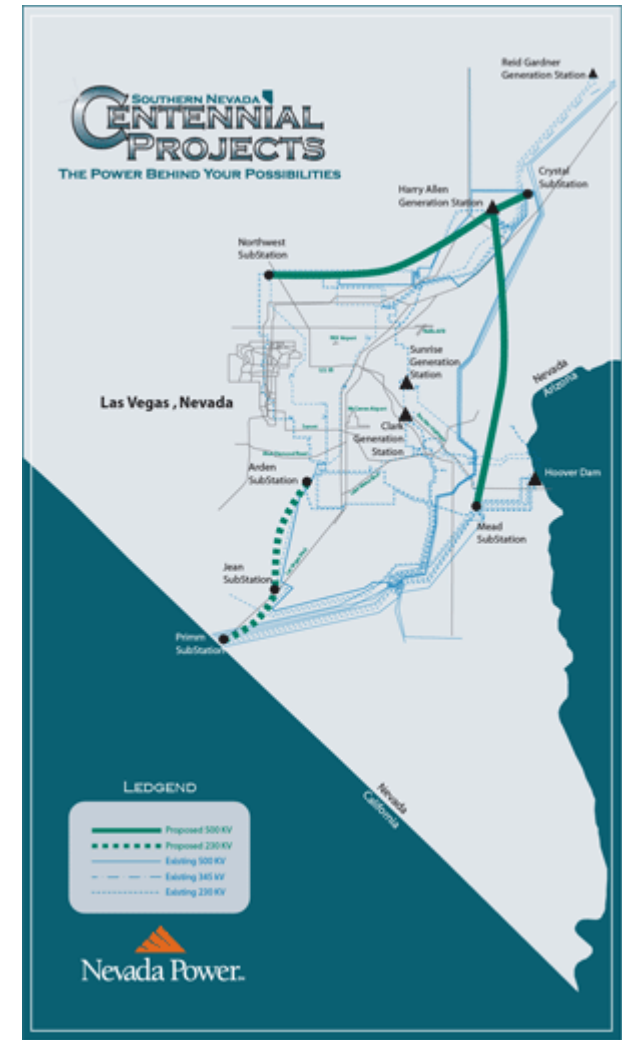 SOUTHERN NEVADA
CENTENNIAL
PROJECTS
THE POWER BEHIND YOUR POSSIBILITIES
Reid Gardner
Generation Station
Crystal
SubStation
Harry Allen
Generation Station
Northwest
SubStation
Sunrise
Generation
Station
Nevada
Arizona
Las Vegas , Nevada
McCarran Airport
Clark
Generation
Station
Arden
SubStation
Hoover Dam
Mead
SubStation
Jean
SubStation
Primm
SubStation
Nevada
California
LEDGEND
Proposed 500 KV
Proposed 230 KV
Existing 500 KV
Existing 345 kV
Existing 230 KV
Nevada Power